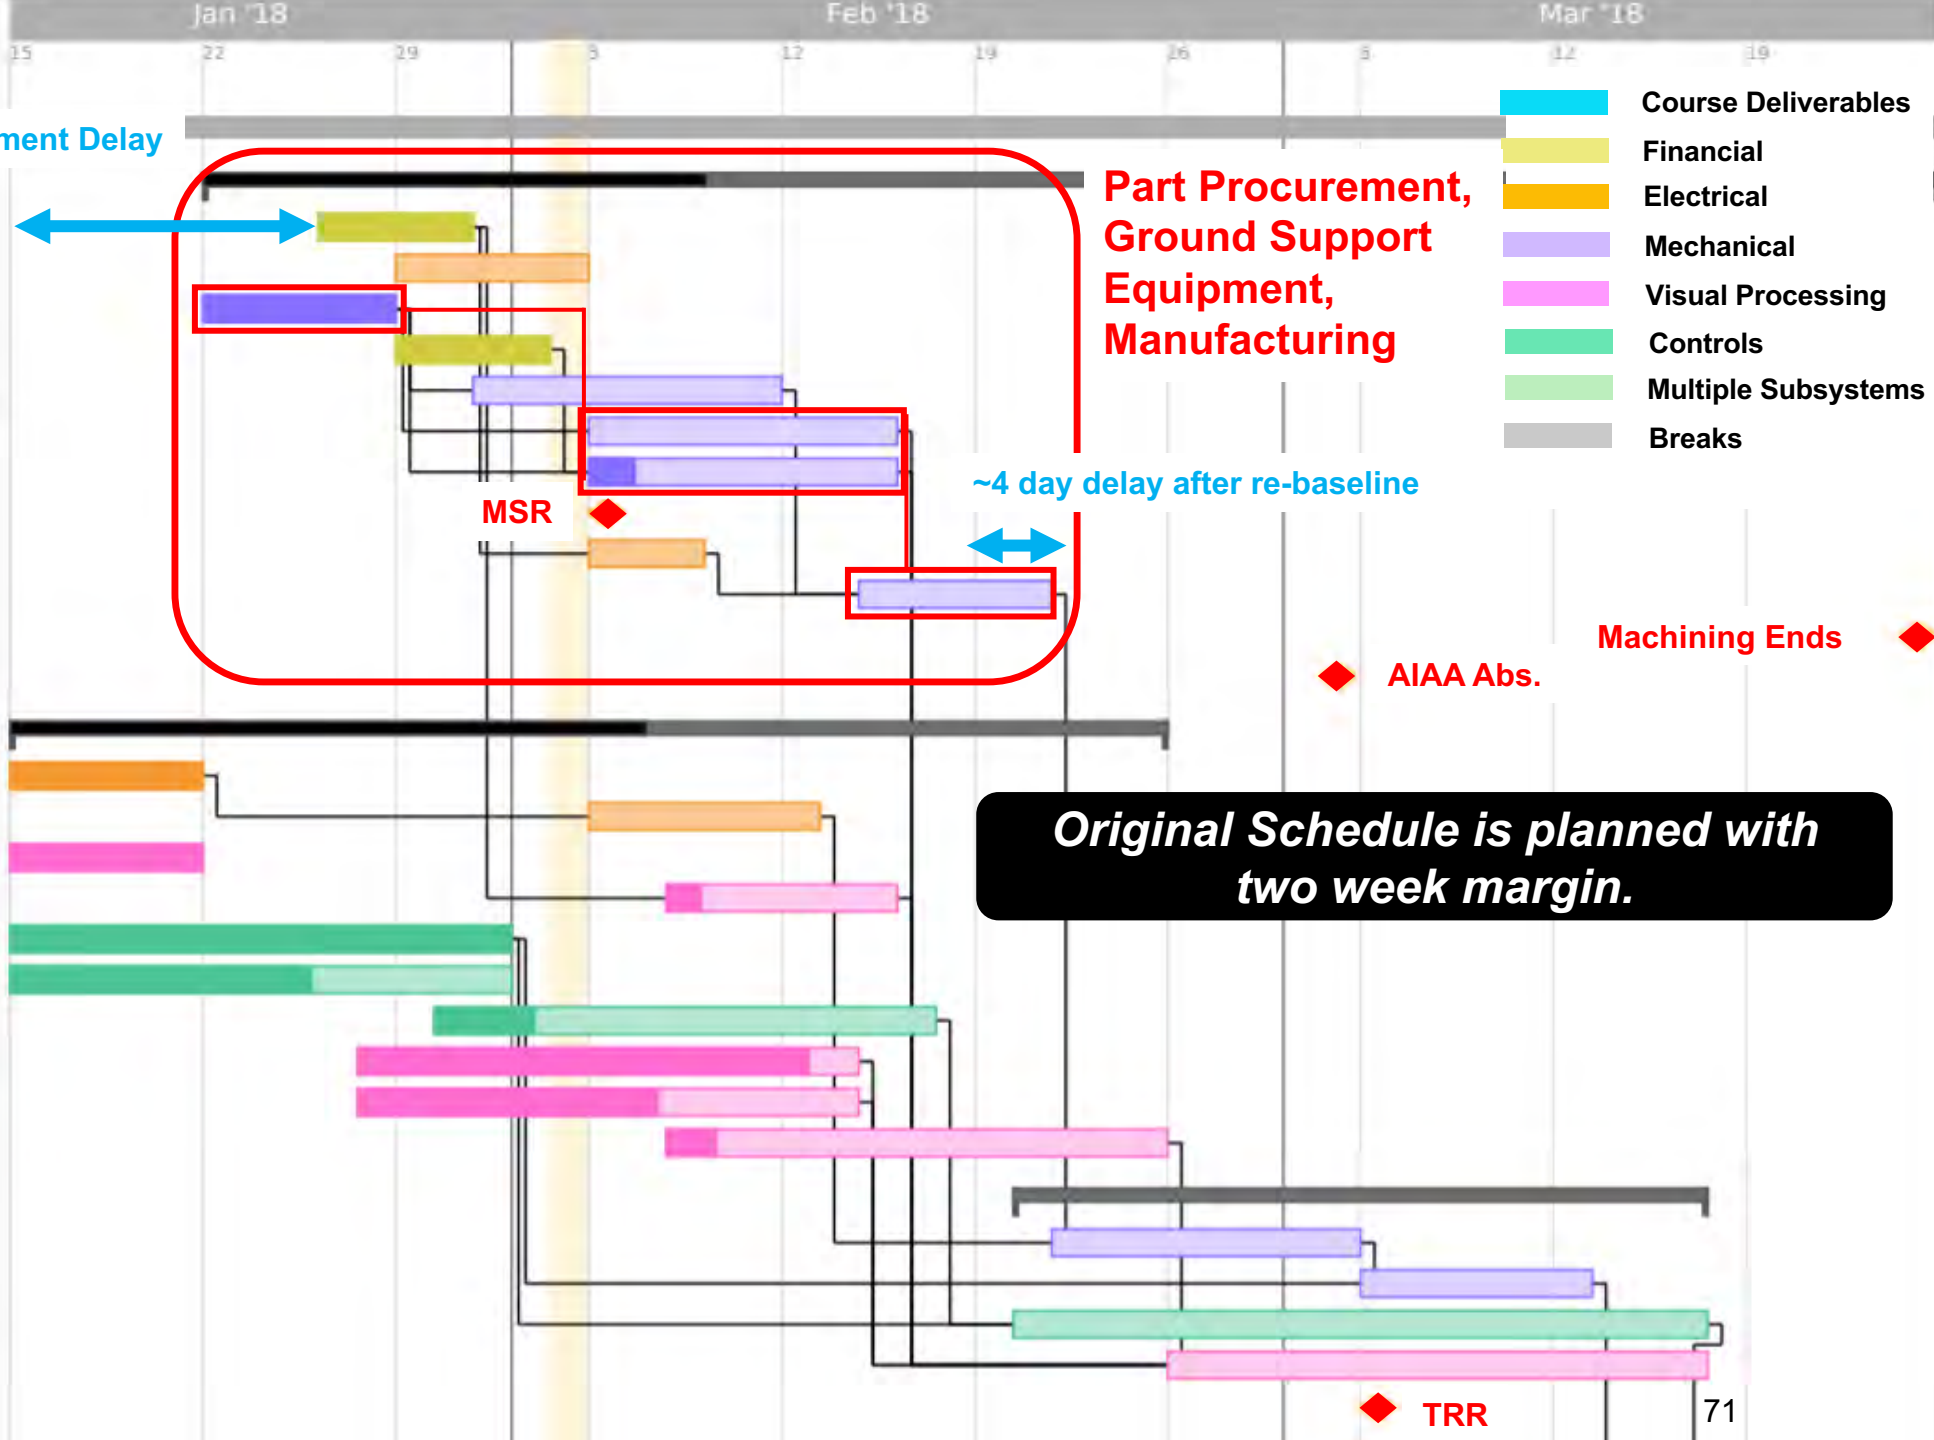 Jan '18 Feb '18 Mar '18
15 22 29 5 12 19 26 5 12 19
ment Delay
Course Deliverables
Financial
Electrical
Mechanical
Visual Processing
Controls
Multiple Subsystems
Breaks
Part Procurement,
Ground Support
Equipment,
Manufacturing
~4 day delay after re-baseline
MSR
Machining Ends
AIAA Abs.
Original Schedule is planned with
two week margin.
TRR
71